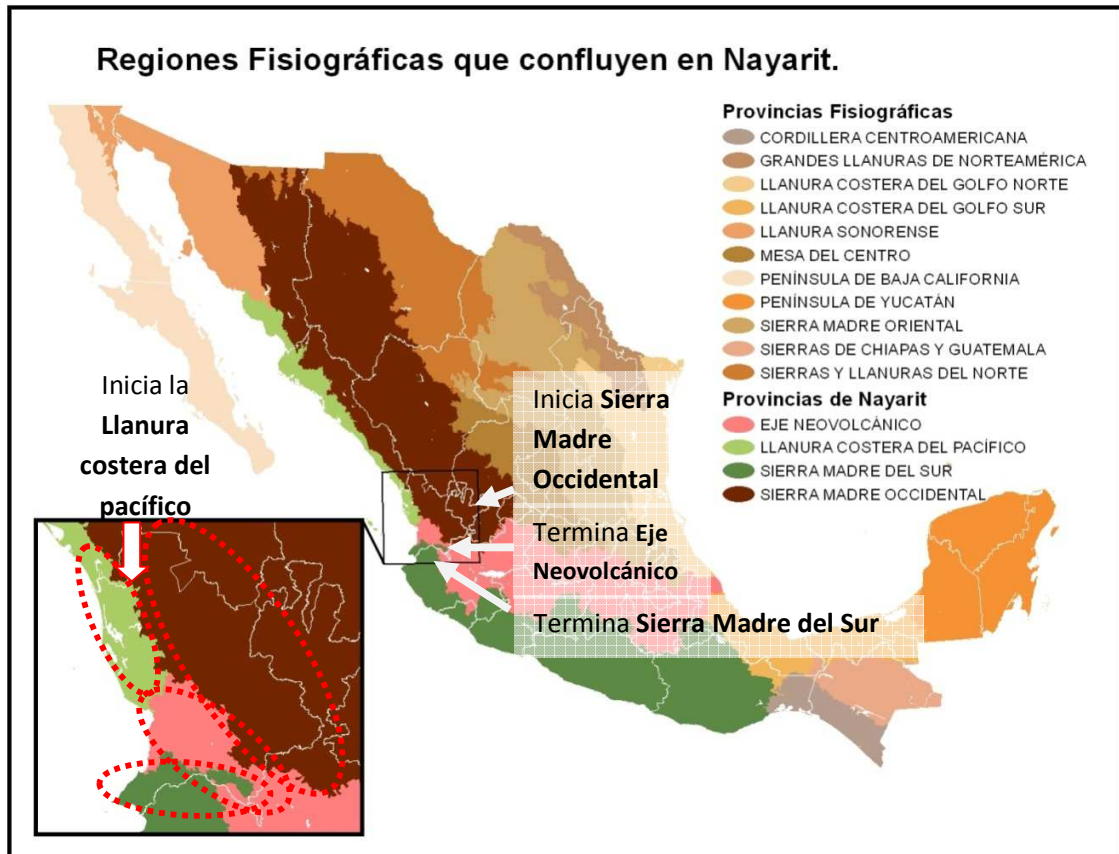 Regiones Fisiográficas que confluyen en Nayarit.
Provincias Fisiográficas
CORDILLERA CENTROAMERICANA
GRANDES LLANURAS DE NORTEAMÉRICA
LLANURA COSTERA DEL GOLFO NORTE
LLANURA COSTERA DEL GOLFO SUR
LLANURA SONORENSE
MESA DEL CENTRO
PENÍNSULA DE BAJA CALIFORNIA
PENÍNSULA DE YUCATÁN
SIERRA MADRE ORIENTAL
SIERRAS DE CHIAPAS Y GUATEMALA
SIERRAS Y LLANURAS DEL NORTE
Provincias de Nayarit
EJE NEOVOLCÁNICO
LLANURA COSTERA DEL PACÍFICO
SIERRA MADRE DEL SUR
SIERRA MADRE OCCIDENTAL
Inicia la
Llanura
costera del
pacífico
Inicia Sierra
Madre
Occidental
Termina Eje
Neovolcánico
Termina Sierra Madre del Sur